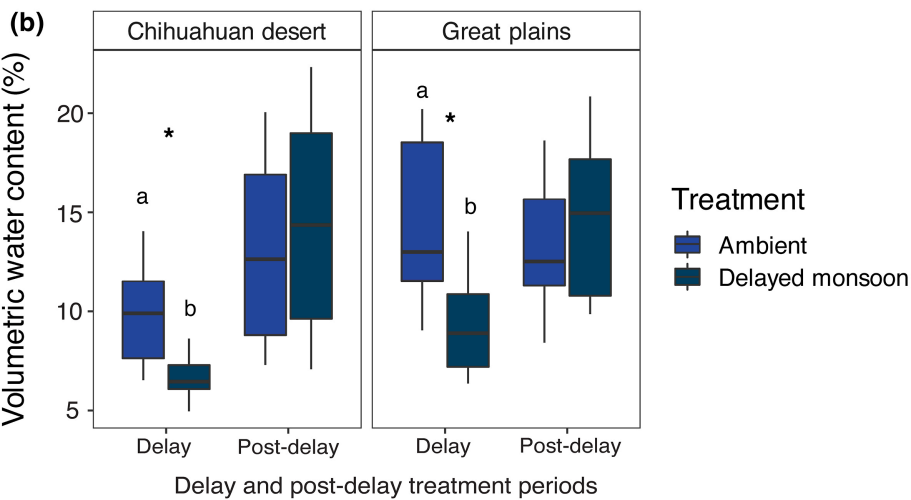 (b)
Chihuahuan desert
Great plains
Volumetric water content (%)
20
15
10
5
*
a
b
a
*
b
Delay
Post-delay
Delay
Post-delay
Delay and post-delay treatment periods
Treatment
Ambient
Delayed monsoon